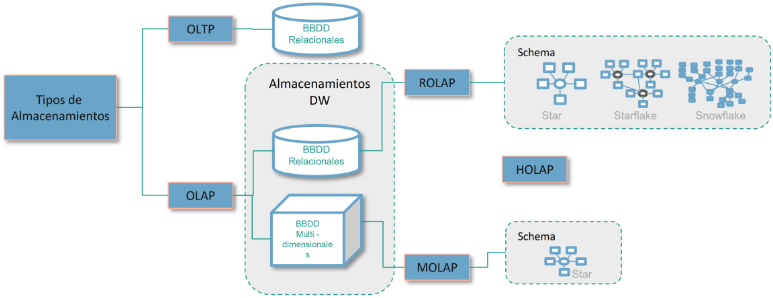 OLTP
BBDD
Relacionales
Tipos de
Almacenamientos
Almacenamientos
DW
ROLAP
Schema
Star
Starflake
Snowflake
BBDD
Relacionales
OLAP
HOLAP
BBDD
Multi -
dimensionale
s
MOLAP
Schema
Star